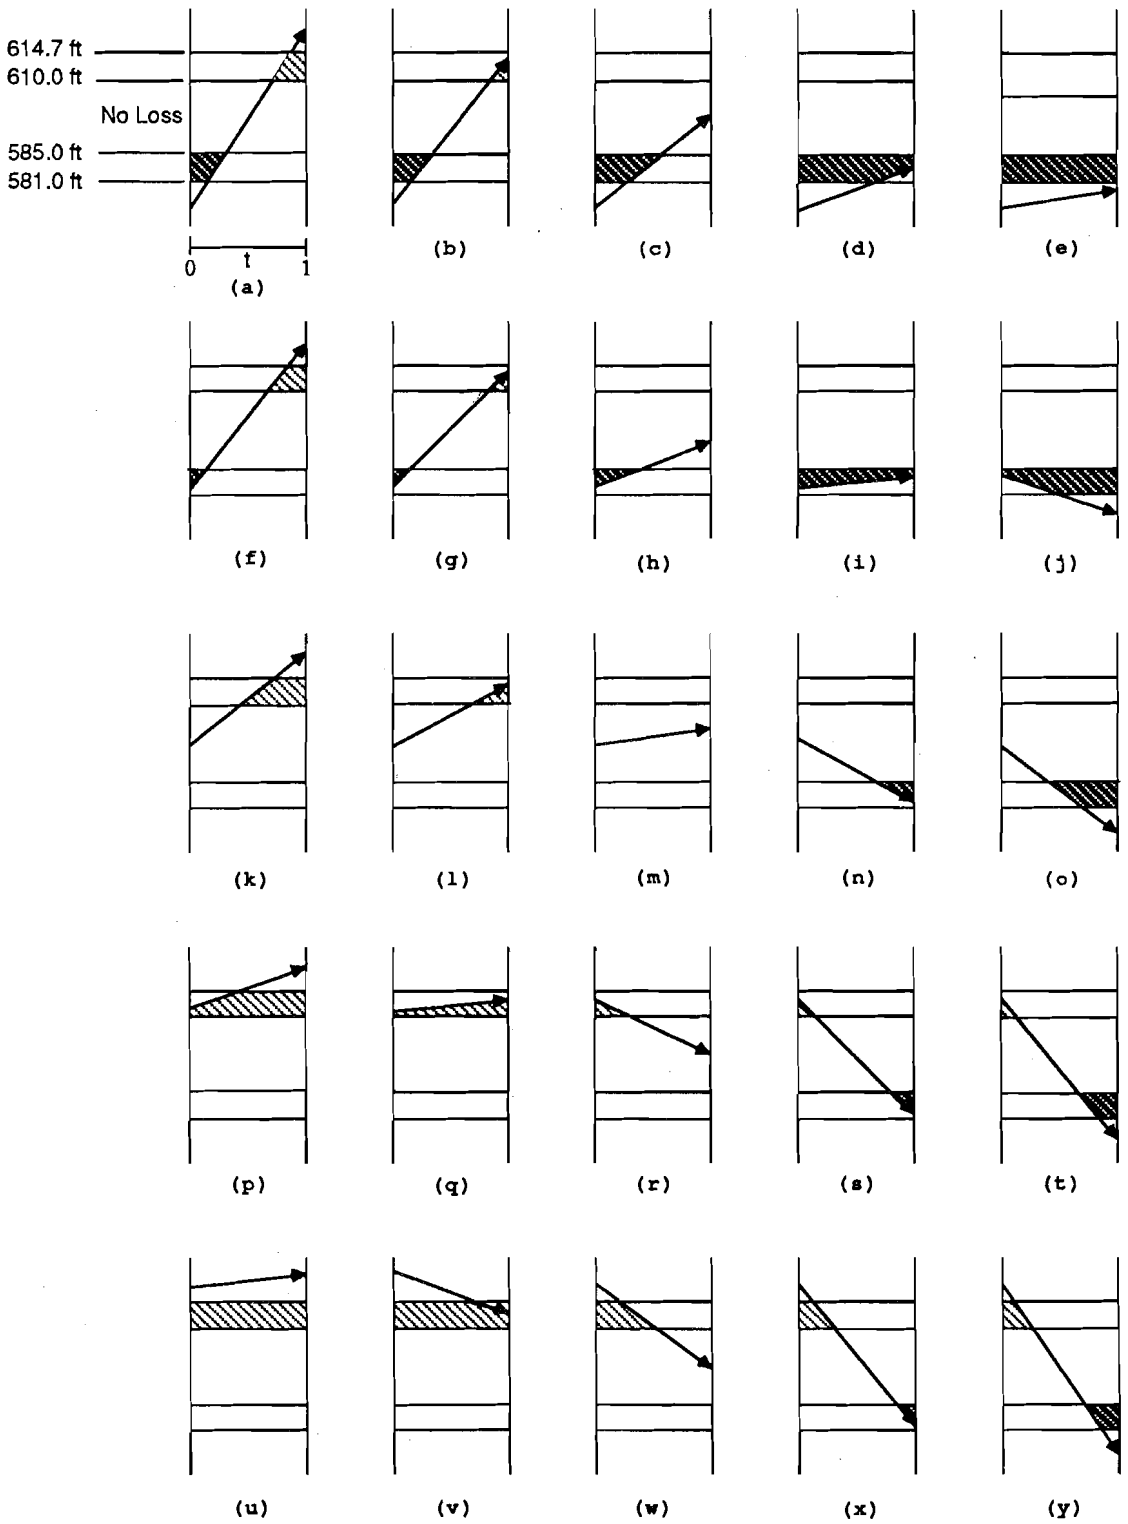 614.7 ft
610.0 ft
No Loss
585.0 ft
581.0 ft
0 t 1
(a) (b) (c) (d) (e)
(f) (g) (h) (i) (j)
(k) (l) (m) (n) (o)
(p) (q) (r) (s) (t)
(u) (v) (w) (x) (y)